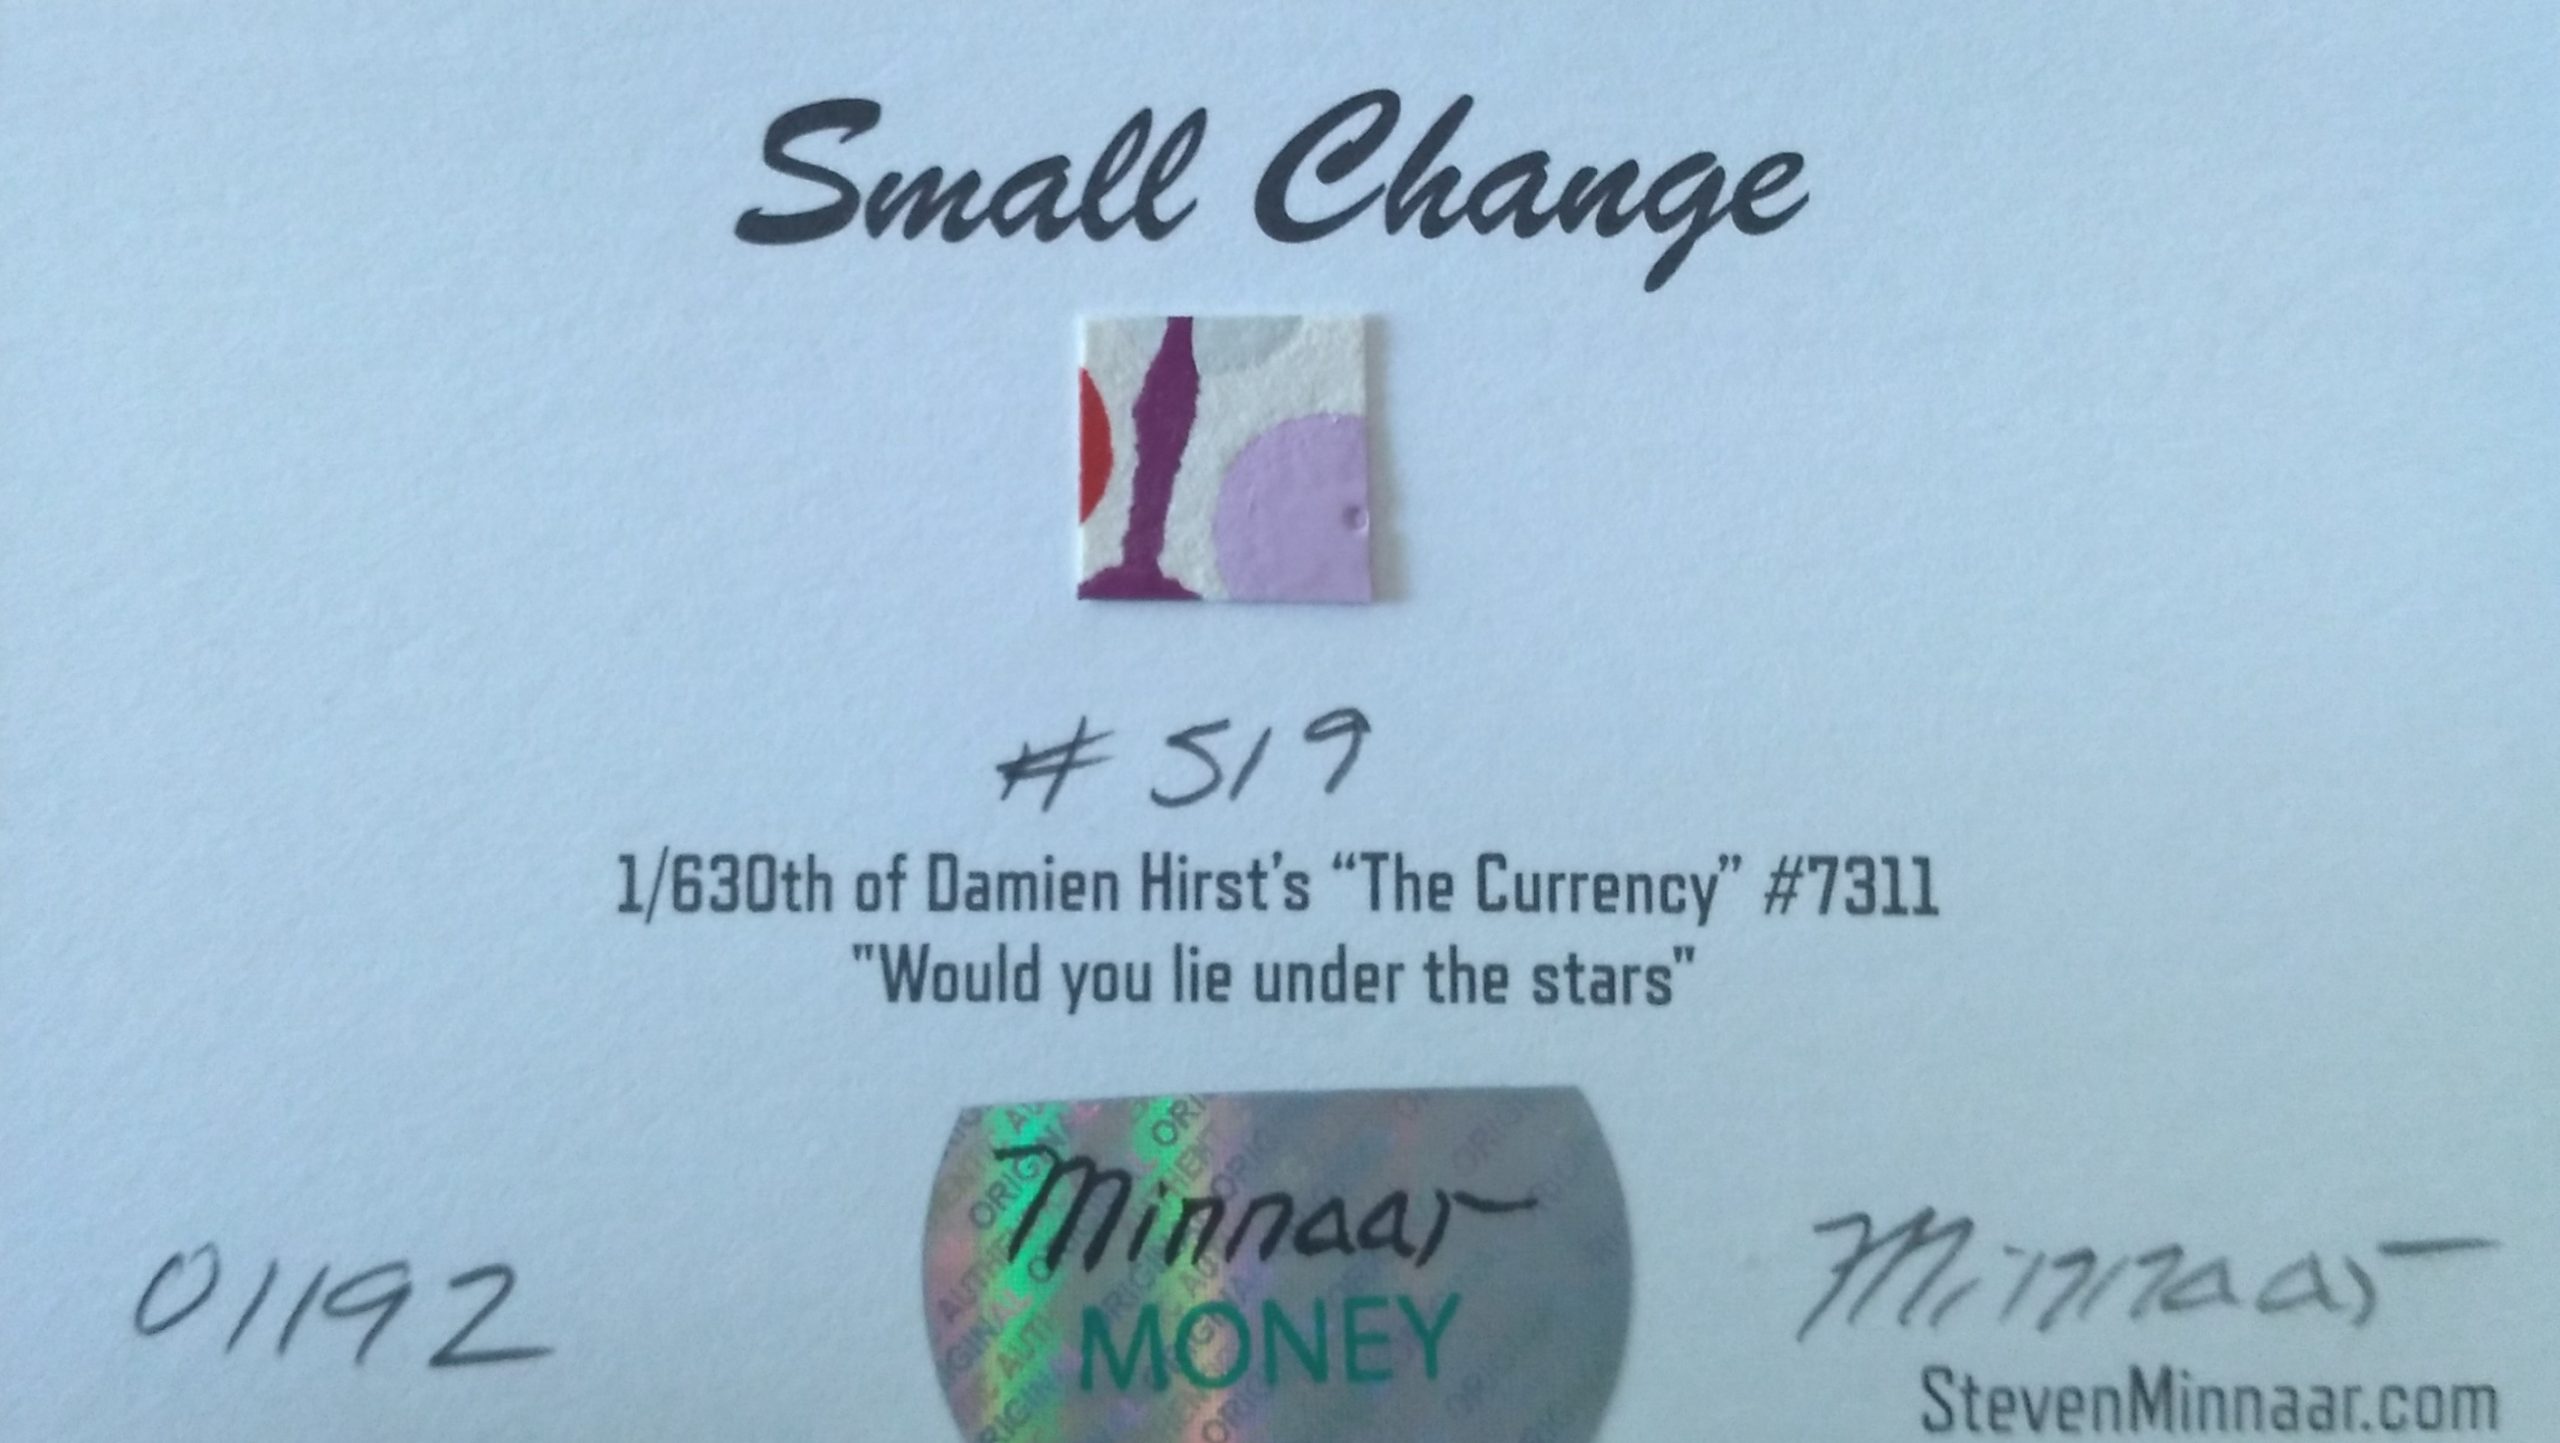 Small Change
# 519
1/630th of Damien Hirst's “The Currency” #7311
"Would you lie under the stars"
Minnaar
MONEY
01192
Minnaar
StevenMinnaar.com